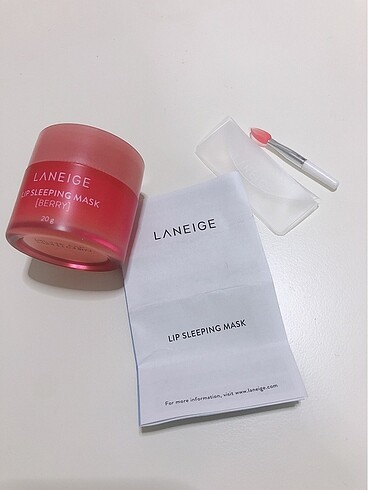 LANEIGE
LIP SLEEPING MASK
[BERRY]
20 g
LANEIGE
LIP SLEEPING MASK
For more information, visit www.laneige.com